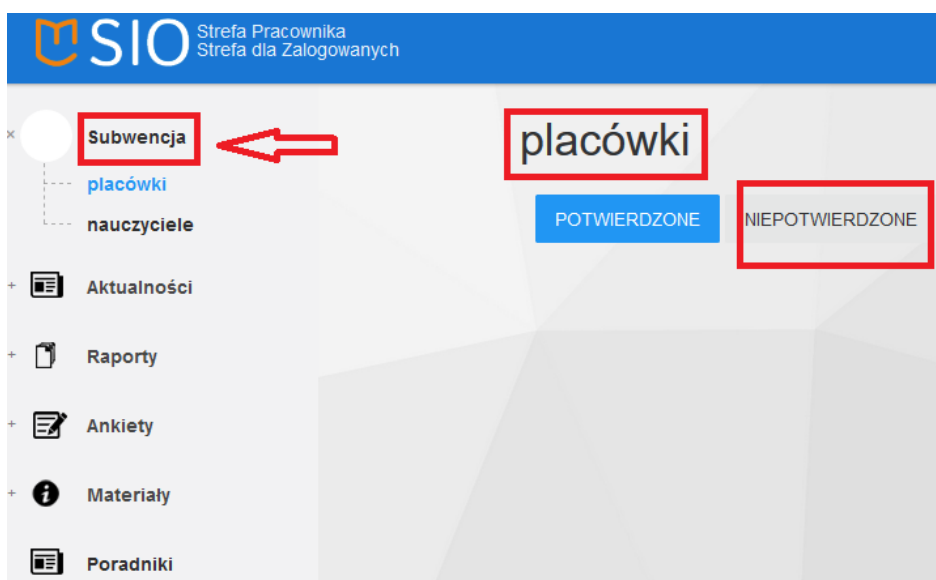 SIO
Strefa Pracownika
Strefa dla Zalogowanych
Subwencja
placówki
nauczyciele
Aktualności
Raporty
Ankiety
Materiały
Poradniki
placówki
POTWIERDZONE
NIEPOTWIERDZONE